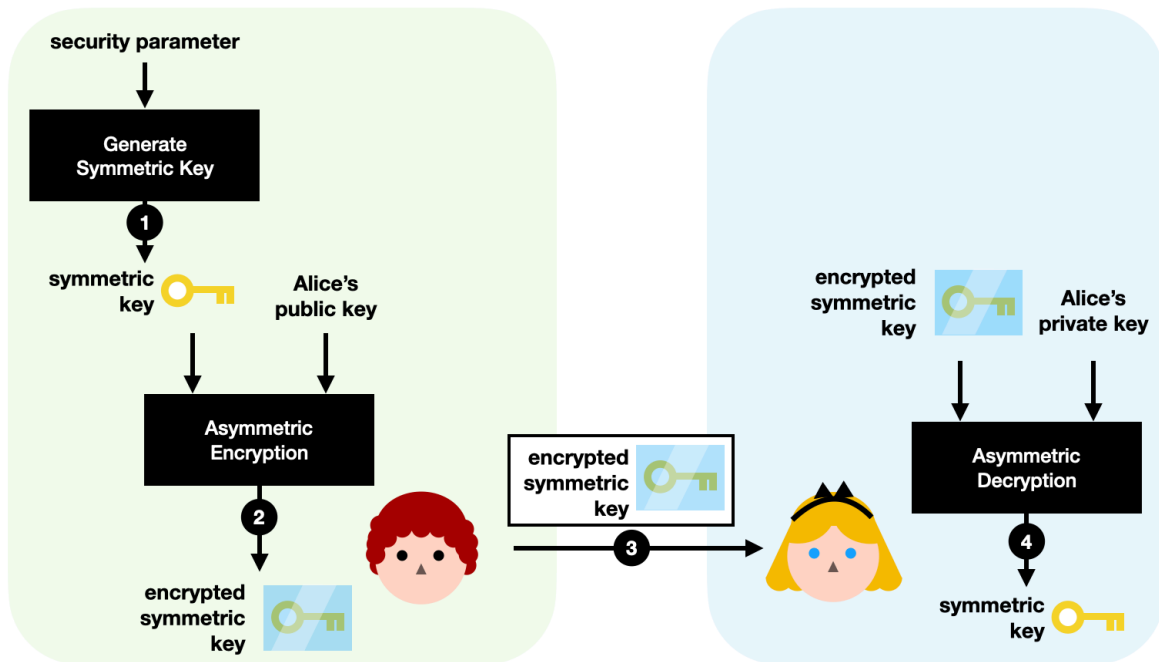 security parameter
Generate
Symmetric Key
1
symmetric
key
Alice’s
public key
Asymmetric
Encryption
2
encrypted
symmetric
key
encrypted
symmetric
key
3
encrypted
symmetric
key
Alice’s
private key
Asymmetric
Decryption
4
symmetric
key